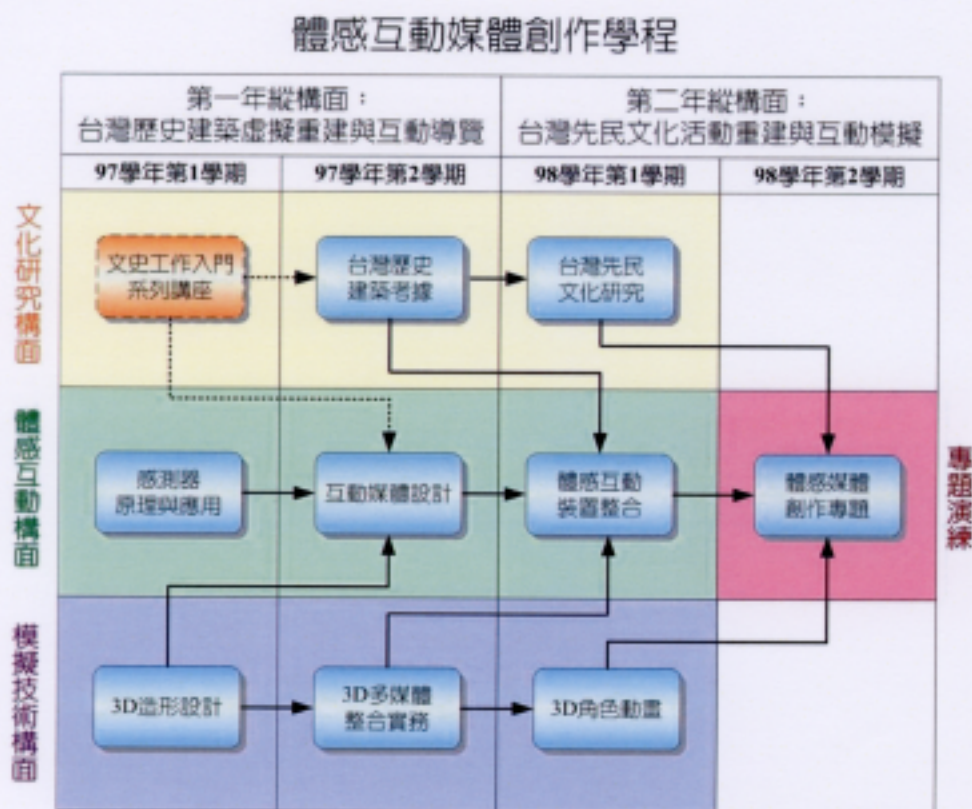 體感互動媒體創作學程
第一年縱構面：
台灣歷史建築虛擬重建與互動導覽
第二年縱構面：
台灣先民文化活動重建與互動模擬
97學年第1學期
97學年第2學期
98學年第1學期
98學年第2學期
文化研究構面
文史工作入門
系列講座
台灣歷史
建築考據
台灣先民
文化研究
體感互動構面
感測器
原理與應用
互動媒體設計
體感互動
裝置整合
體感媒體
創作專題
專題演練
模擬技術構面
3D造形設計
3D多媒體
整合實務
3D角色動畫